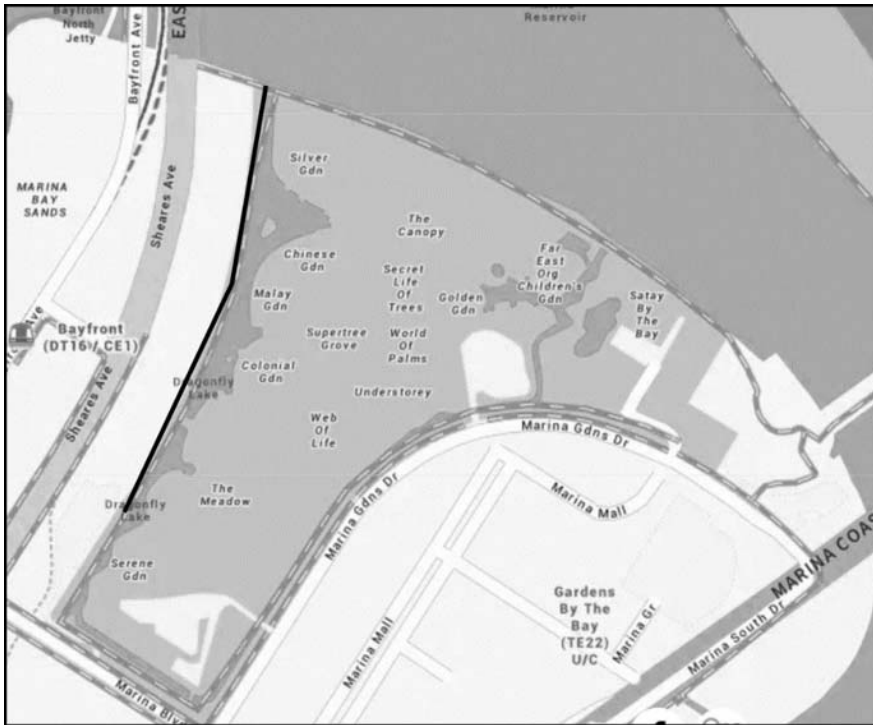 Bayfront
North
Jetty
Bayfront Ave
EAS
Reservoir
Silver
Gdn
MARINA
BAY
SANDS
Sheares Ave
The
Canopy
Chinese
Gdn
Far
East
Org
Children's
Gdn
Secret
Life
Of
Trees
Malay
Gdn
Golden
Gdn
Satay
By
The
Bay
Bayfront
(DT16 / CE1)
Supertree
Grove
World
Of
Palms
Colonial
Gdn
Dragonfly
Lake
Understorey
Sheares Ave
Web
Of
Life
Marina Gdns Dr
The
Meadow
Marina Gdns Dr
Marina Mall
Dragonfly
Lake
Serene
Gdn
MARINA COAS
Gardens
By The
Bay
(TE22)
U/C
Marina Gr
Marina South Dr
Marina Mall
Marina Blv